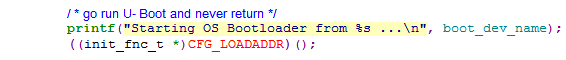 / * go run U- Boot and never return */
printf("Starting OS Bootloader from %s ...\n", boot_dev_name);
((init_fnc_t *)CFG_LOADADDR)();